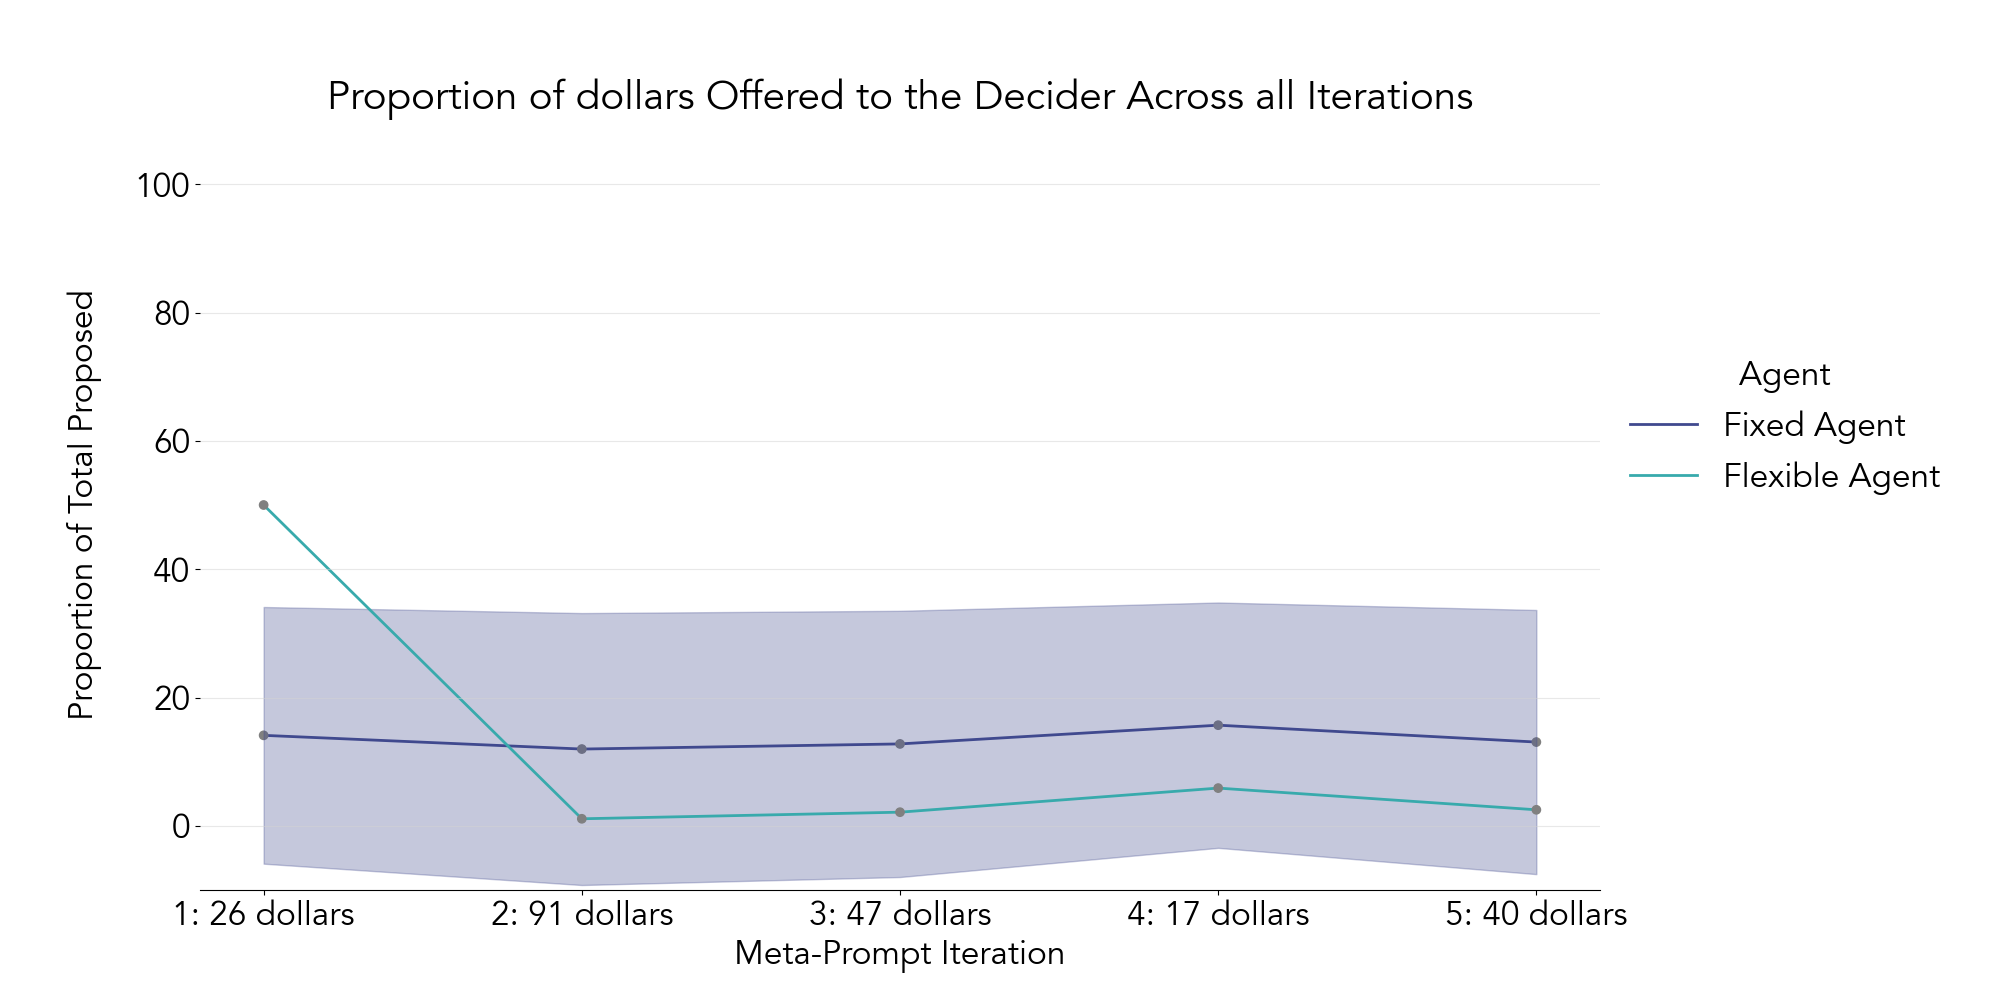 Proportion of dollars Offered to the Decider Across all Iterations
Proportion of Total Proposed
100
80
60
40
20
0
1: 26 dollars
2: 91 dollars
3: 47 dollars
4: 17 dollars
5: 40 dollars
Meta-Prompt Iteration
Agent
Fixed Agent
Flexible Agent